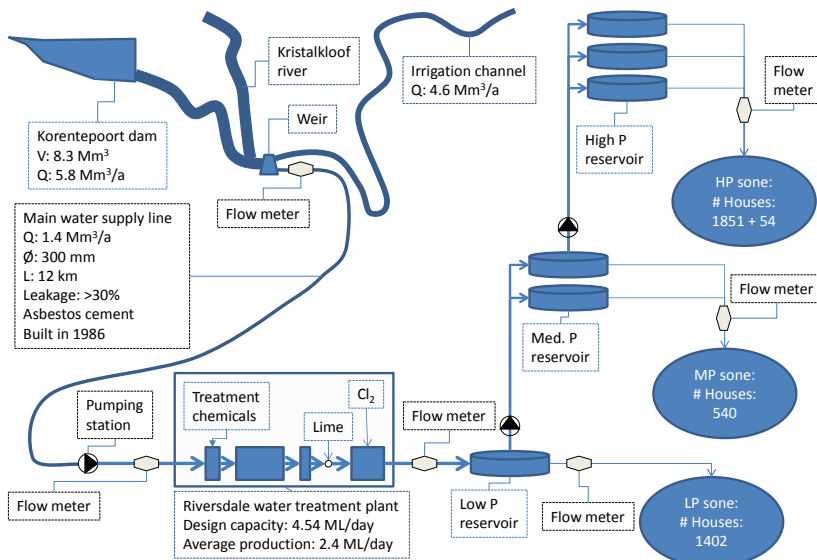 Kristalkloof
river
Irrigation channel
Q: 4.6 Mm³/a
Flow
meter
Korentepoort dam
V: 8.3 Mm³
Q: 5.8 Mm³/a
Weir
High P
reservoir
Flow meter
HP sone:
# Houses:
1851 + 54
Main water supply line
Q: 1.4 Mm³/a
Ø: 300 mm
L: 12 km
Leakage: >30%
Asbestos cement
Built in 1986
Flow meter
Med. P
reservoir
MP sone:
# Houses:
540
Pumping
station
Treatment
chemicals
Cl₂
Lime
Flow
meter
Flow meter
Riversdale water treatment plant
Design capacity: 4.54 ML/day
Average production: 2.4 ML/day
Low P
reservoir
Flow meter
LP sone:
# Houses:
1402